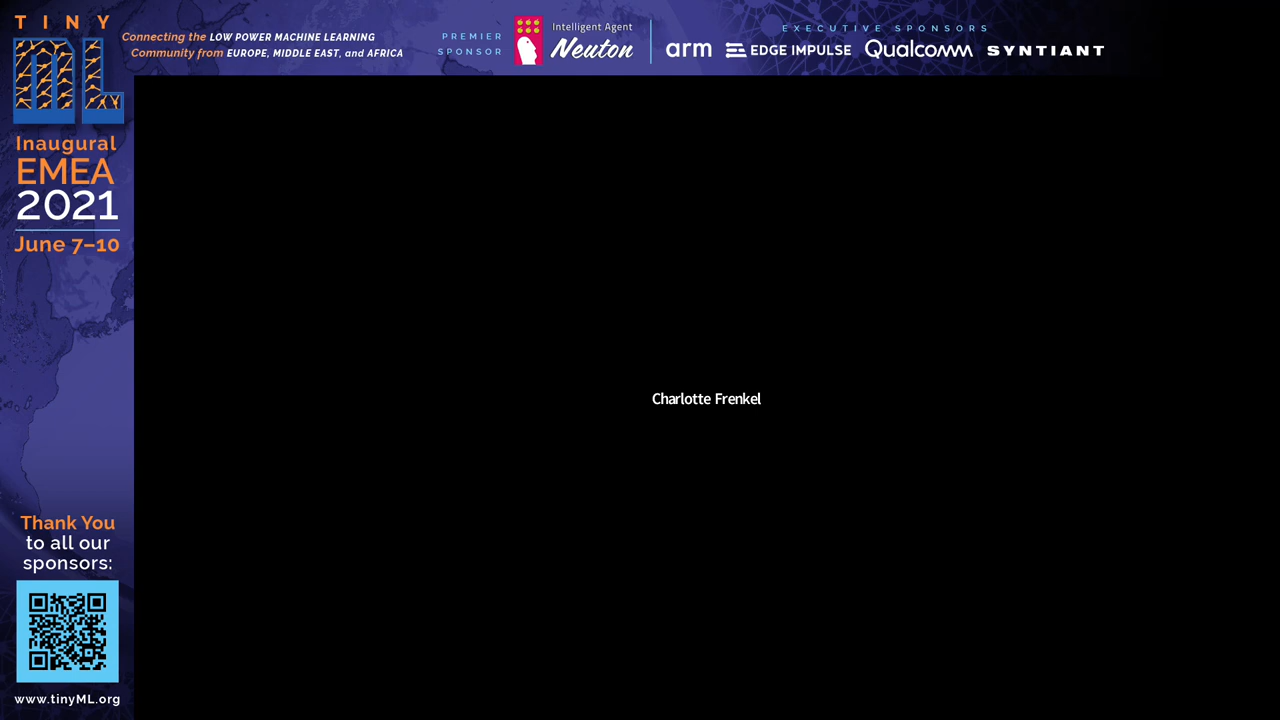 TINY
ML
Connecting the LOW POWER MACHINE LEARNING
Community from EUROPE, MIDDLE EAST, and AFRICA
PREMIER
SPONSOR
Intelligent Agent
Neuton
EXECUTIVE SPONSORS
arm
EDGE IMPULSE
Qualcomm
SYNTIANT
Inaugural
EMEA
2021
June 7–10
Charlotte Frenkel
Thank You
to all our
sponsors:
www.tinyML.org